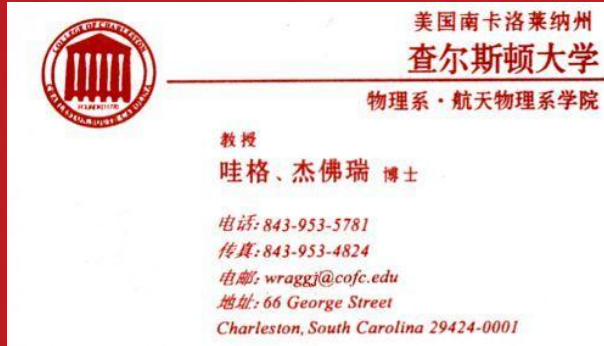 美国南卡洛莱纳州
查尔斯顿大学
物理系·航天物理系学院
COLLEGE OF CHARLESTON
教授
哇格、杰佛瑞 博士
电话: 843-953-5781
传真: 843-953-4824
电邮: wraggj@cofc.edu
地址: 66 George Street
Charleston, South Carolina 29424-0001